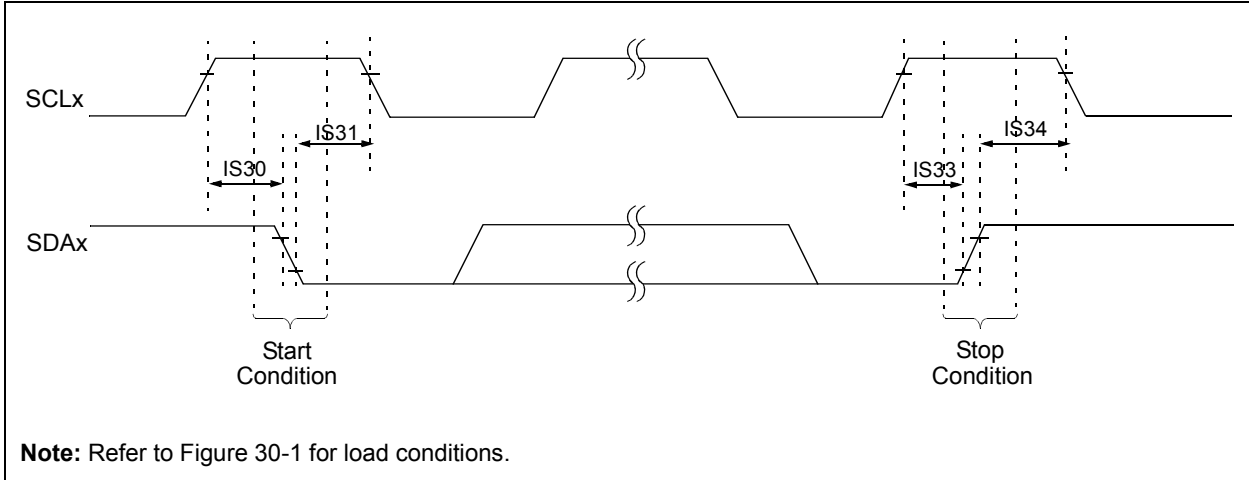 SCLx
IS31
IS34
IS30
IS33
SDAx
Start
Condition
Stop
Condition
Note: Refer to Figure 30-1 for load conditions.